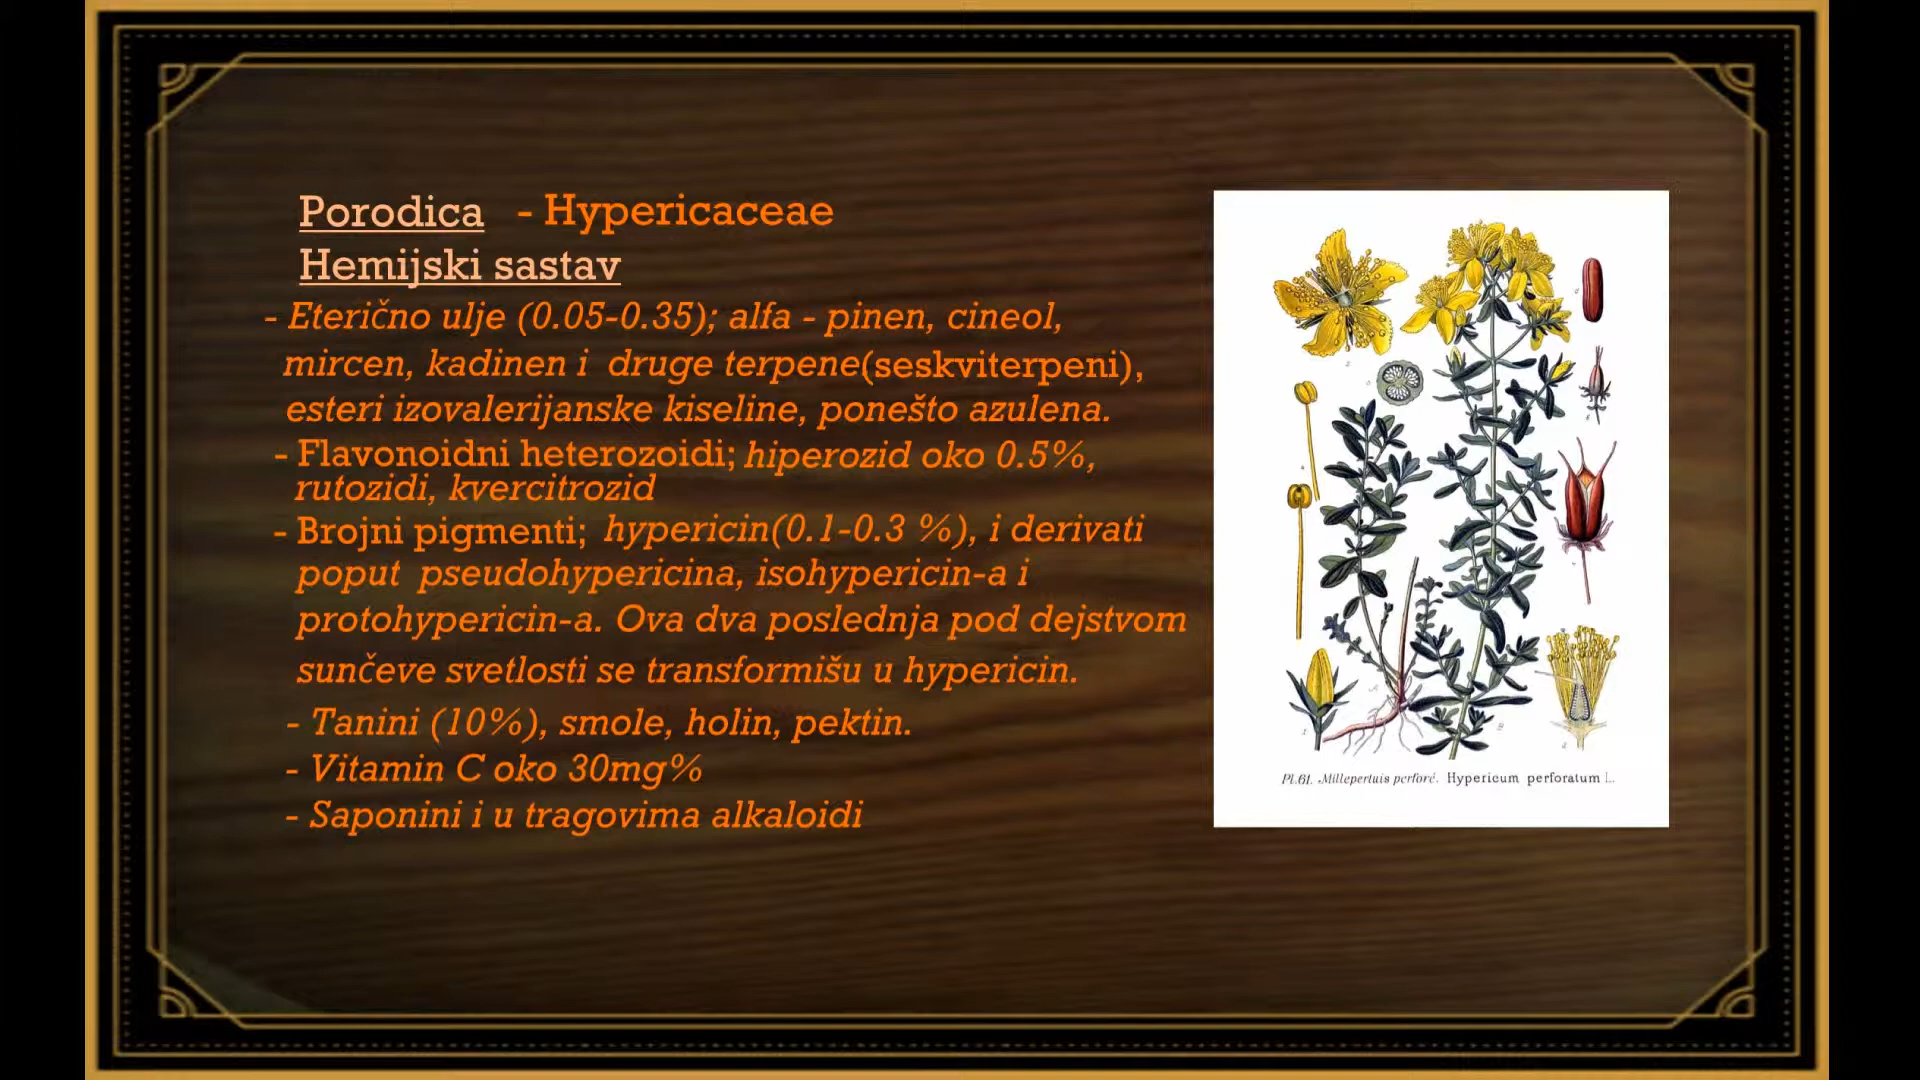 Porodica - Hypericaceae
Hemijski sastav
- Eterično ulje (0.05-0.35); alfa - pinen, cineol,
mircen, kadinen i druge terpene(seskviterpeni),
esteri izovalerijanske kiseline, ponešto azulena.
- Flavonoidni heterozoidi; hiperozid oko 0.5%,
rutozidi, kvercitrozid
- Brojni pigmenti; hypericin(0.1-0.3 %), i derivati
poput pseudohypericina, isohypericin-a i
protohypericin-a. Ova dva poslednja pod dejstvom
sunčeve svetlosti se transformišu u hypericin.
- Tanini (10%), smole, holin, pektin.
- Vitamin C oko 30mg%
- Saponini i u tragovima alkaloidi
Pl.61. Millepertuis perforé. Hypericum perforatum L.